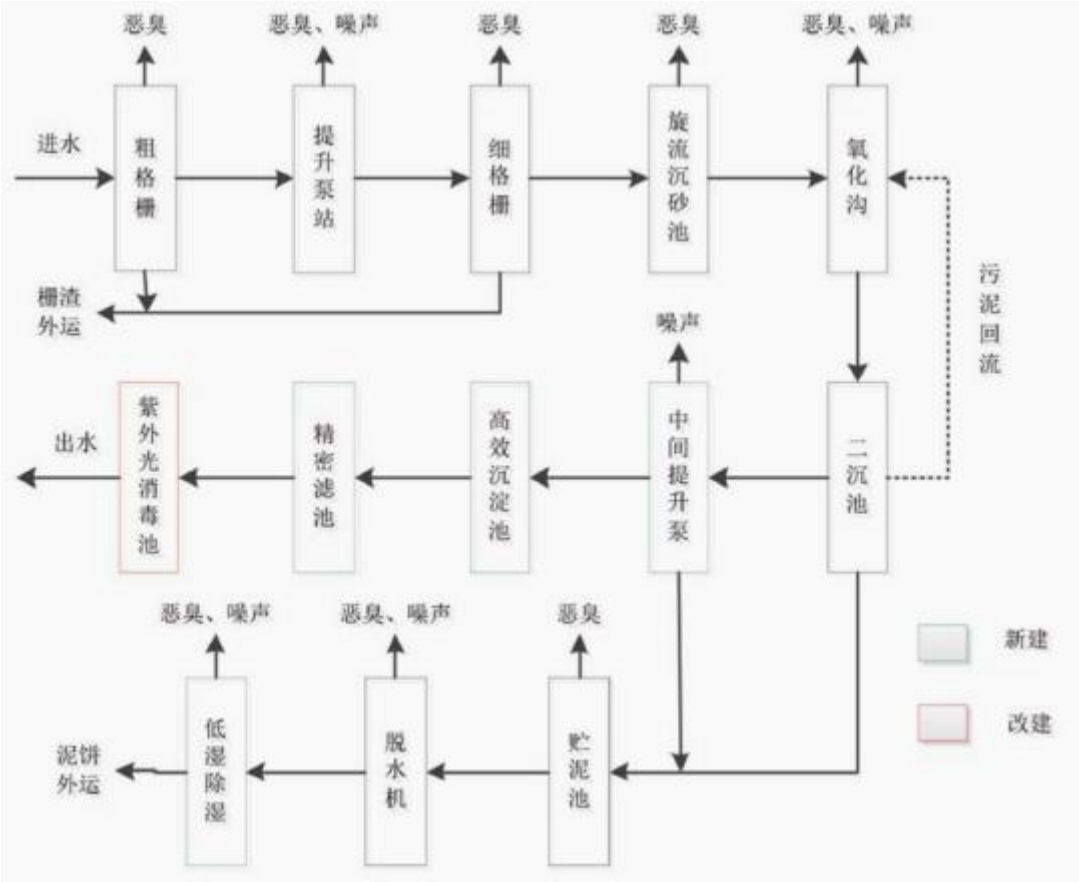 恶臭
恶臭、噪声
恶臭
恶臭
恶臭、噪声
进水
粗格栅
提升泵站
细格栅
旋流沉砂池
氧化沟
污泥回流
栅渣
外运
噪声
出水
紫外光消毒池
精密滤池
高效沉淀池
中间提升泵
二沉池
恶臭、噪声
恶臭、噪声
恶臭
新建
泥饼
外运
低湿除湿
脱水机
贮泥池
改建